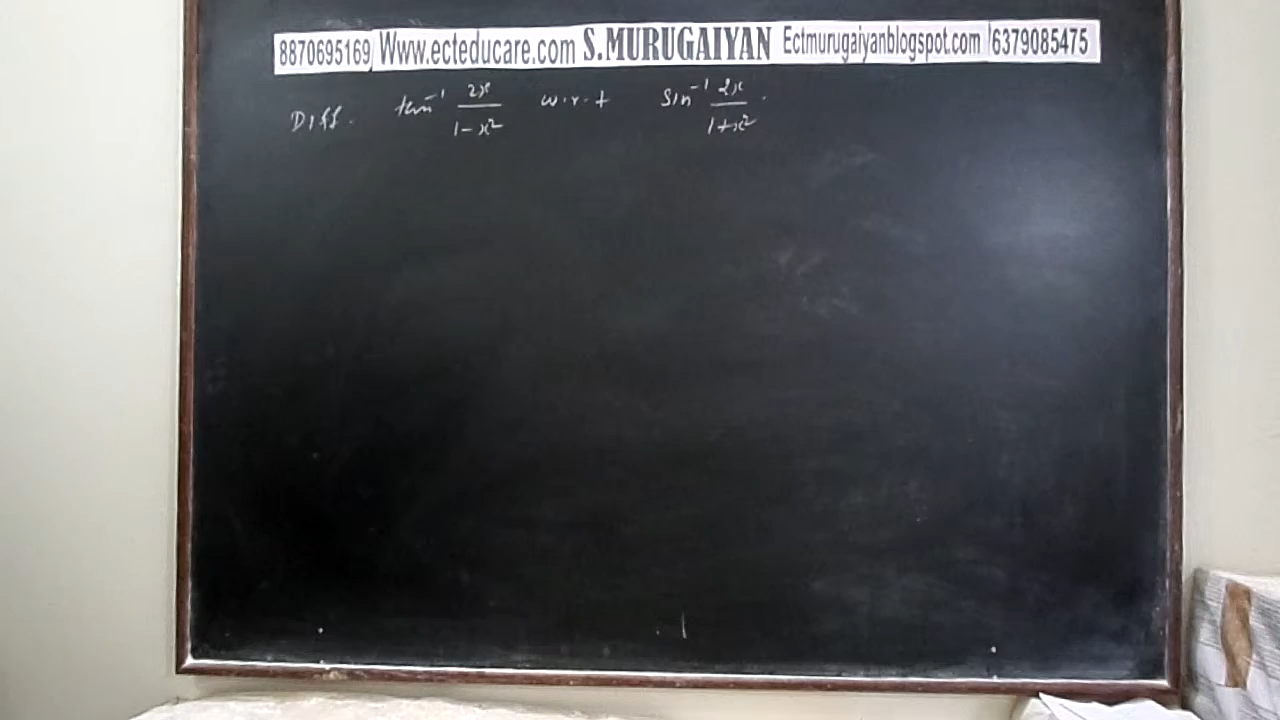 8870695169 Www.ecteducare.com S.MURUGAIYAN Ectmurugaiyanblogspot.com 6379085475
Diff. tan⁻¹ 2x/1-x² w.r.t sin⁻¹ 2x/1+x².